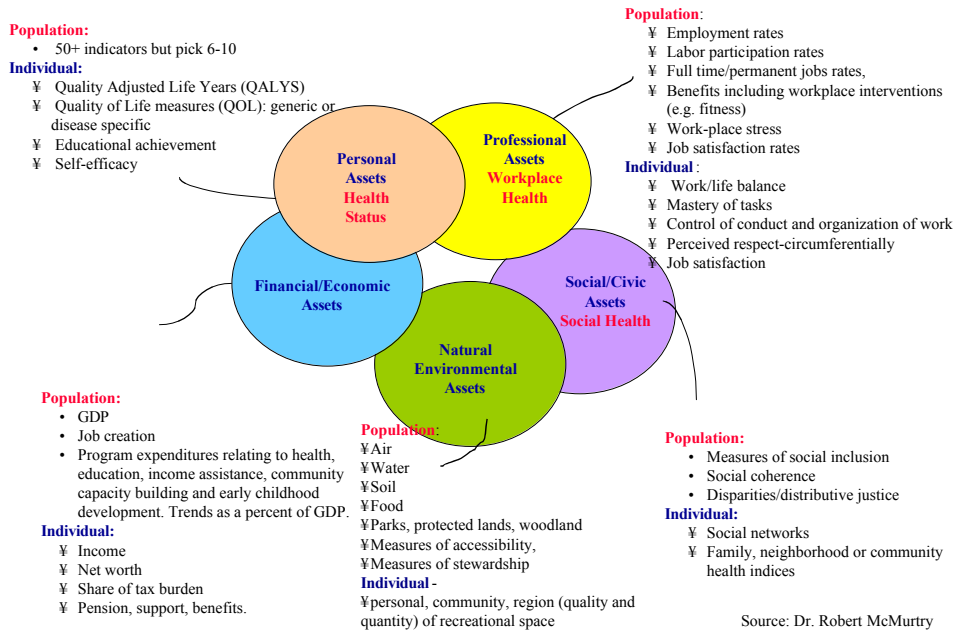 Population:
• 50+ indicators but pick 6-10
Individual:
¥ Quality Adjusted Life Years (QALYS)
¥ Quality of Life measures (QOL): generic or
disease specific
¥ Educational achievement
¥ Self-efficacy
Population:
¥ Employment rates
¥ Labor participation rates
¥ Full time/permanent jobs rates,
¥ Benefits including workplace interventions
(e.g. fitness)
¥ Work-place stress
¥ Job satisfaction rates
Individual:
¥ Work/life balance
¥ Mastery of tasks
¥ Control of conduct and organization of work
¥ Perceived respect-circumferentially
¥ Job satisfaction
Personal
Assets
Health
Status
Professional
Assets
Workplace
Health
Financial/Economic
Assets
Social/Civic
Assets
Social Health
Natural
Environmental
Assets
Population:
• GDP
• Job creation
• Program expenditures relating to health,
education, income assistance, community
capacity building and early childhood
development. Trends as a percent of GDP.
Individual:
¥ Income
¥ Net worth
¥ Share of tax burden
¥ Pension, support, benefits.
Population:
¥Air
¥Water
¥Soil
¥Food
¥Parks, protected lands, woodland
¥Measures of accessibility,
¥Measures of stewardship
Individual -
¥personal, community, region (quality and
quantity) of recreational space
Population:
• Measures of social inclusion
• Social coherence
• Disparities/distributive justice
Individual:
¥ Social networks
¥ Family, neighborhood or community
health indices
Source: Dr. Robert McMurtry